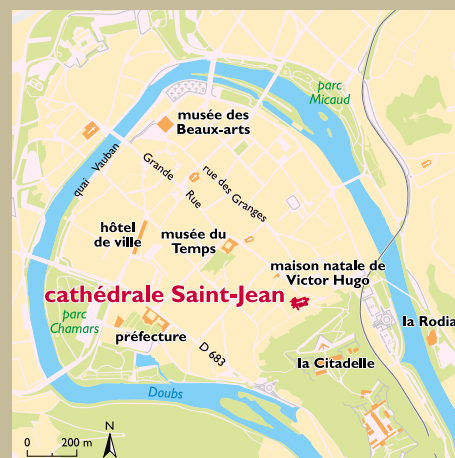 parc
Micaud
musée des
Beaux-arts
quai Vauban
Grande
Rue
rue des Granges
hôtel
de ville
musée du
Temps
maison natale de
Victor Hugo
cathédrale Saint-Jean
parc
Chamars
préfecture
la Rodia
D 683
la Citadelle
Doubs
0 200 m
N